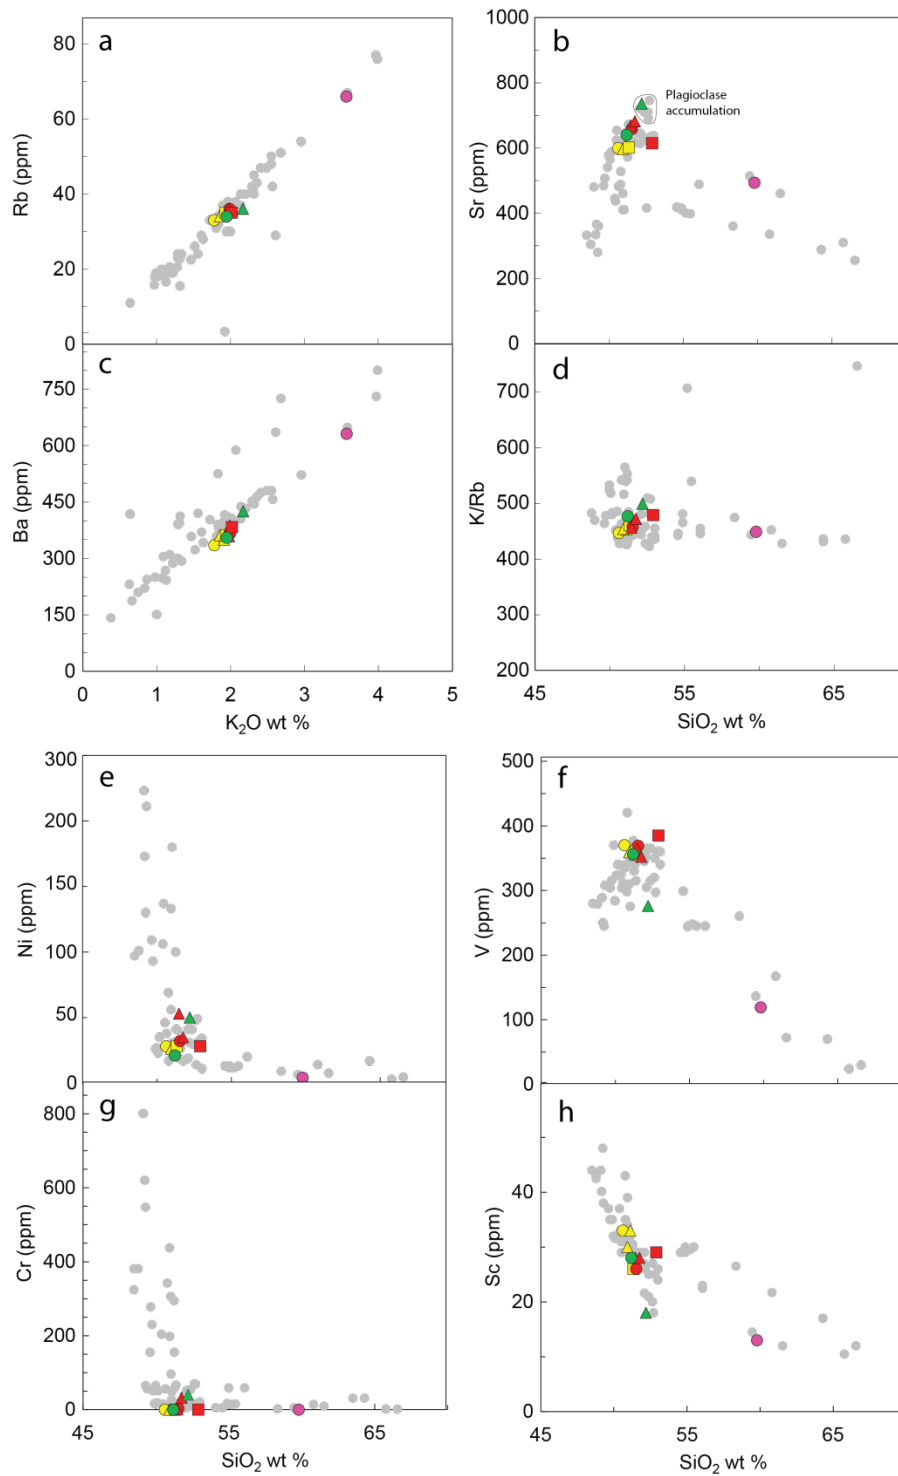 a
80
60
40
20
0
Rb (ppm)
b
1000
800
600
400
200
0
Sr (ppm)
Plagioclase
accumulation
c
750
600
450
300
150
0
Ba (ppm)
0
1
2
3
4
5
K₂O wt %
d
700
600
500
400
300
200
K/Rb
45
55
65
SiO₂ wt %
e
300
200
150
100
50
0
Ni (ppm)
f
500
400
300
200
100
0
V (ppm)
45
55
65
g
800
600
400
200
0
Cr (ppm)
45
55
65
SiO₂ wt %
h
40
20
0
Sc (ppm)
45
55
65
SiO₂ wt %